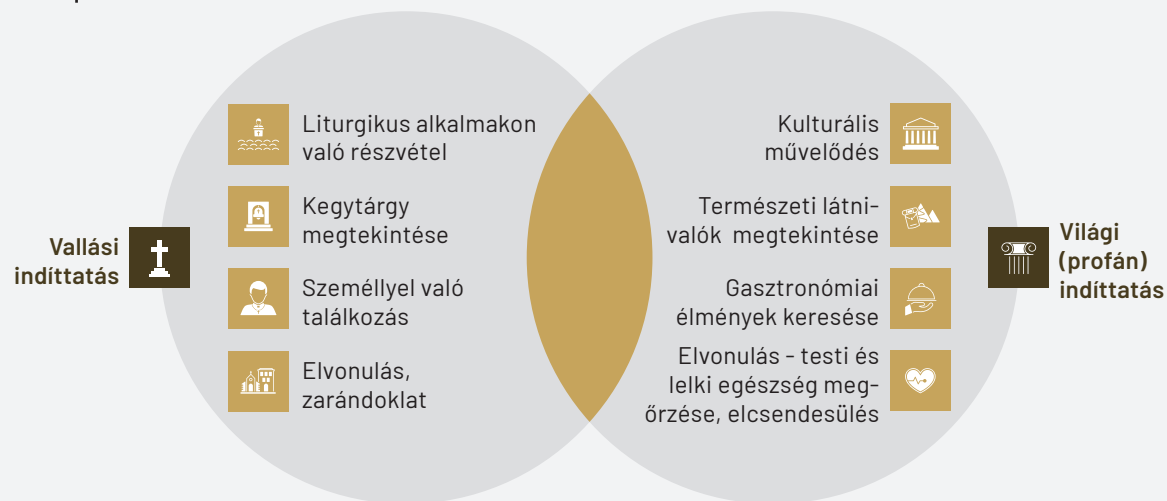 Vallási
indíttatás
Liturgikus alkalmakon
való részvétel
Kegytárgy
megtekintése
Személlyel való
találkozás
Elvonulás,
zarándoklat
Kulturális
művelődés
Természeti látni-
valók megtekintése
Gasztronómiai
élmények keresése
Elvonulás - testi és
lelki egészség meg-
őrzése, elcsendesülés
Világi
(profán)
indíttatás